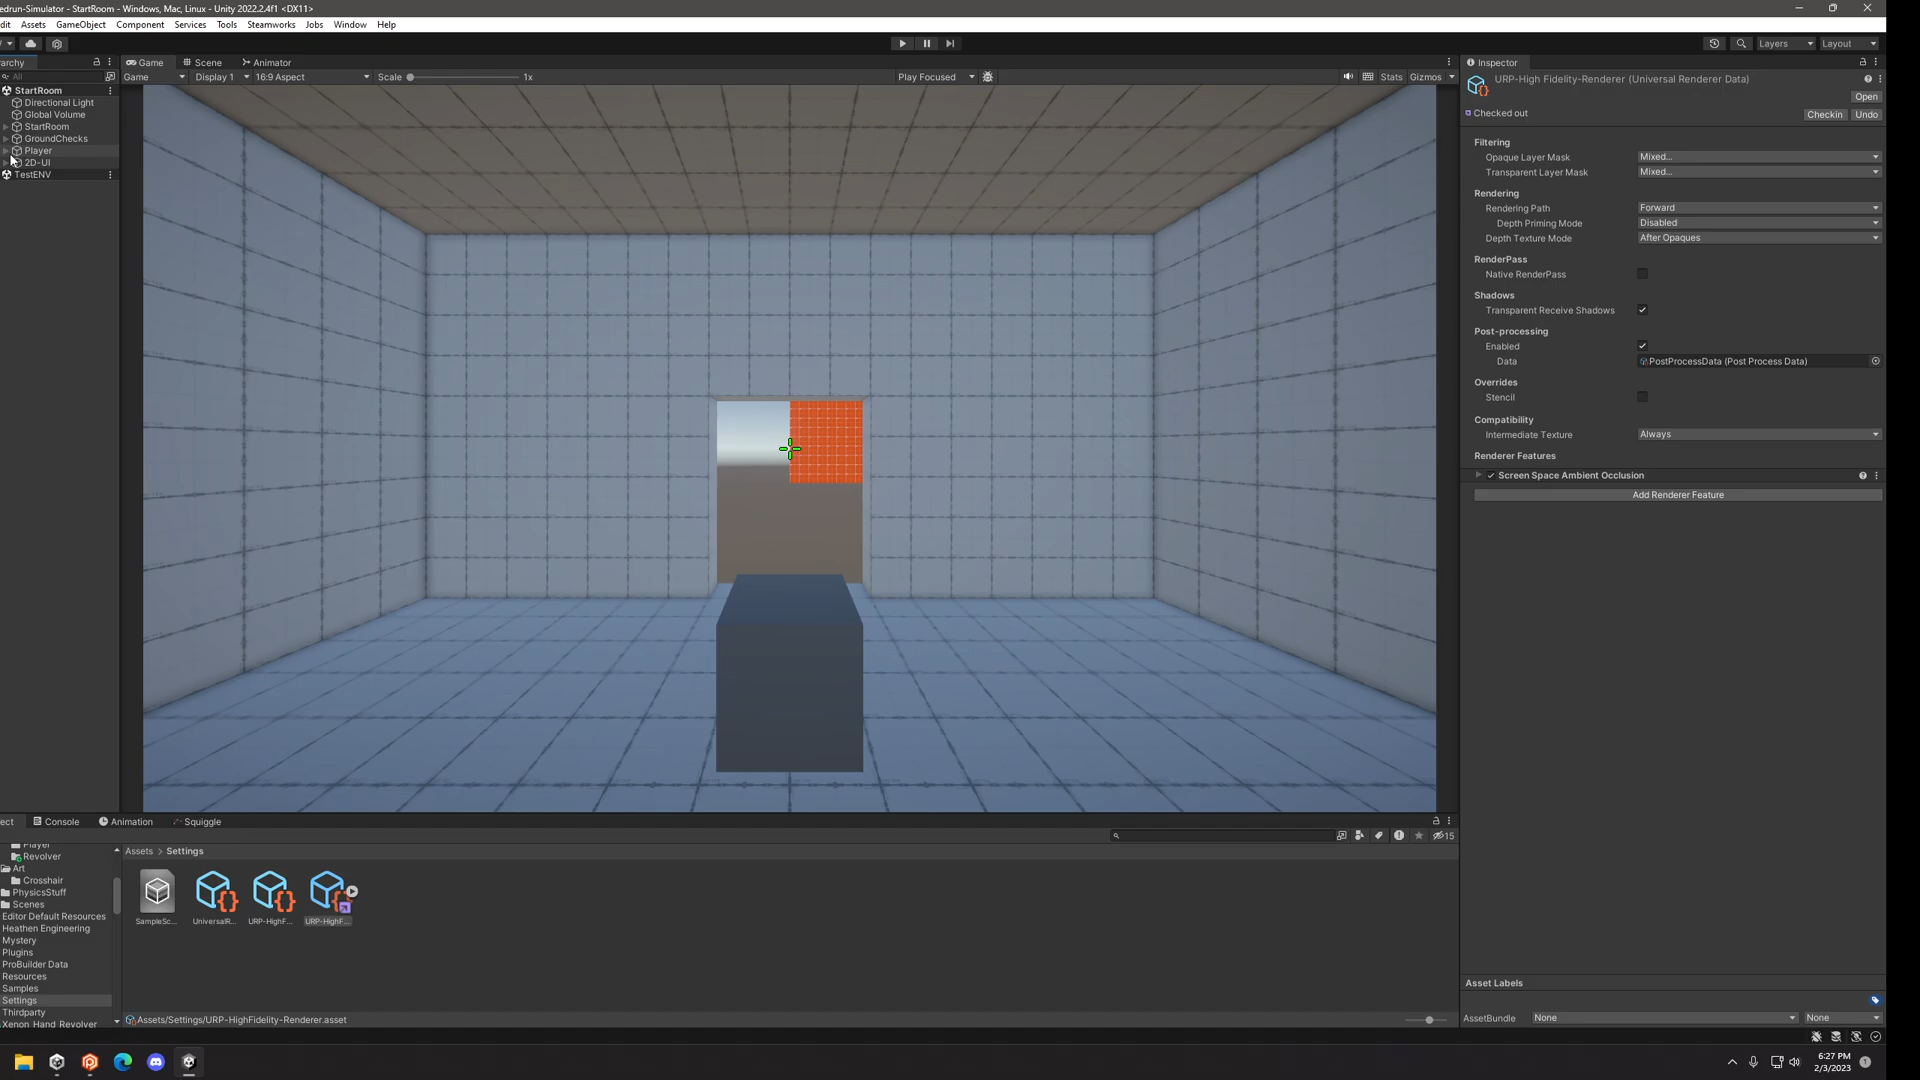 edrun-Simulator - StartRoom - Windows, Mac, Linux - Unity 2022.2.4f1 <DX11>
dit Assets GameObject Component Services Tools Steamworks Jobs Window Help
Layers Layout
rarchy Game Scene Animator Inspector
All Game Display 1 16:9 Aspect Scale 1x Play Focused Stats Gizmos
URP-High Fidelity-Renderer (Universal Renderer Data)
Open
Checked out Checkin Undo
StartRoom
Directional Light
Global Volume
StartRoom
GroundChecks
Player
2D-UI
TestENV
Filtering
Opaque Layer Mask Mixed...
Transparent Layer Mask Mixed...
Rendering
Rendering Path Forward
Depth Priming Mode Disabled
Depth Texture Mode After Opaques
RenderPass
Native RenderPass
Shadows
Transparent Receive Shadows
Post-processing
Enabled
Data PostProcessData (Post Process Data)
Overrides
Stencil
Compatibility
Intermediate Texture Always
Renderer Features
Screen Space Ambient Occlusion
Add Renderer Feature
ect Console Animation Squiggle
15
Player
Revolver
Art
Crosshair
PhysicsStuff
Scenes
Editor Default Resources
Heathen Engineering
Mystery
Plugins
ProBuilder Data
Resources
Samples
Settings
Thirdparty
Xenon Hand Revolver
Assets > Settings
SampleSc... UniversalR... URP-HighF... URP-HighF...
Assets/Settings/URP-HighFidelity-Renderer.asset
Asset Labels
AssetBundle None None
6:27 PM
2/3/2023
1